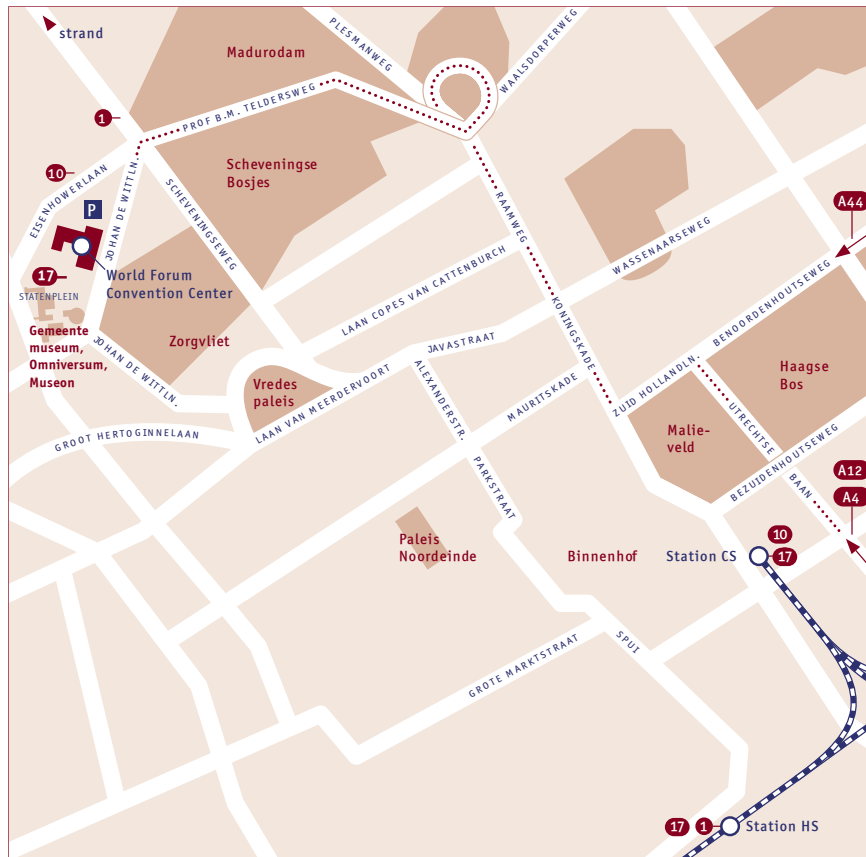 strand
Madurodam
PLESMANWEG
WAALSDORPERWEG
1
PROF B.M. TELDERSWEG
10
EISENHOWERLAAN
JOHAN DE WITTLN.
Scheveningse
Bosjes
SCHEVENINGSEWEG
RAAMWEG
A44
P
WASSENAARSEWEG
17
STATENPLEIN
World Forum
Convention Center
LAAN COPES VAN CATTENBURCH
BENOORDENHOUTSEWEG
KONINGSKADE
Gemeente
museum,
Omniversum,
Museon
JOHAN DE WITTLN.
Zorgvliet
JAVASTRAAT
Vredes
paleis
LAAN VAN MEERDERVOORT
ALEXANDERSTR.
MAURITSKADE
ZUID HOLLANDLN.
Haagse
Bos
UTRECHTSE
BAAN
Malie-
veld
BEZUIDENHOUTSEWEG
GROOT HERTOGINNELAAN
PARKSTRAAT
A12
A4
Paleis
Noordeinde
Binnenhof
Station CS
10
17
SPUI
GROTE MARKTSTRAAT
17
1
Station HS